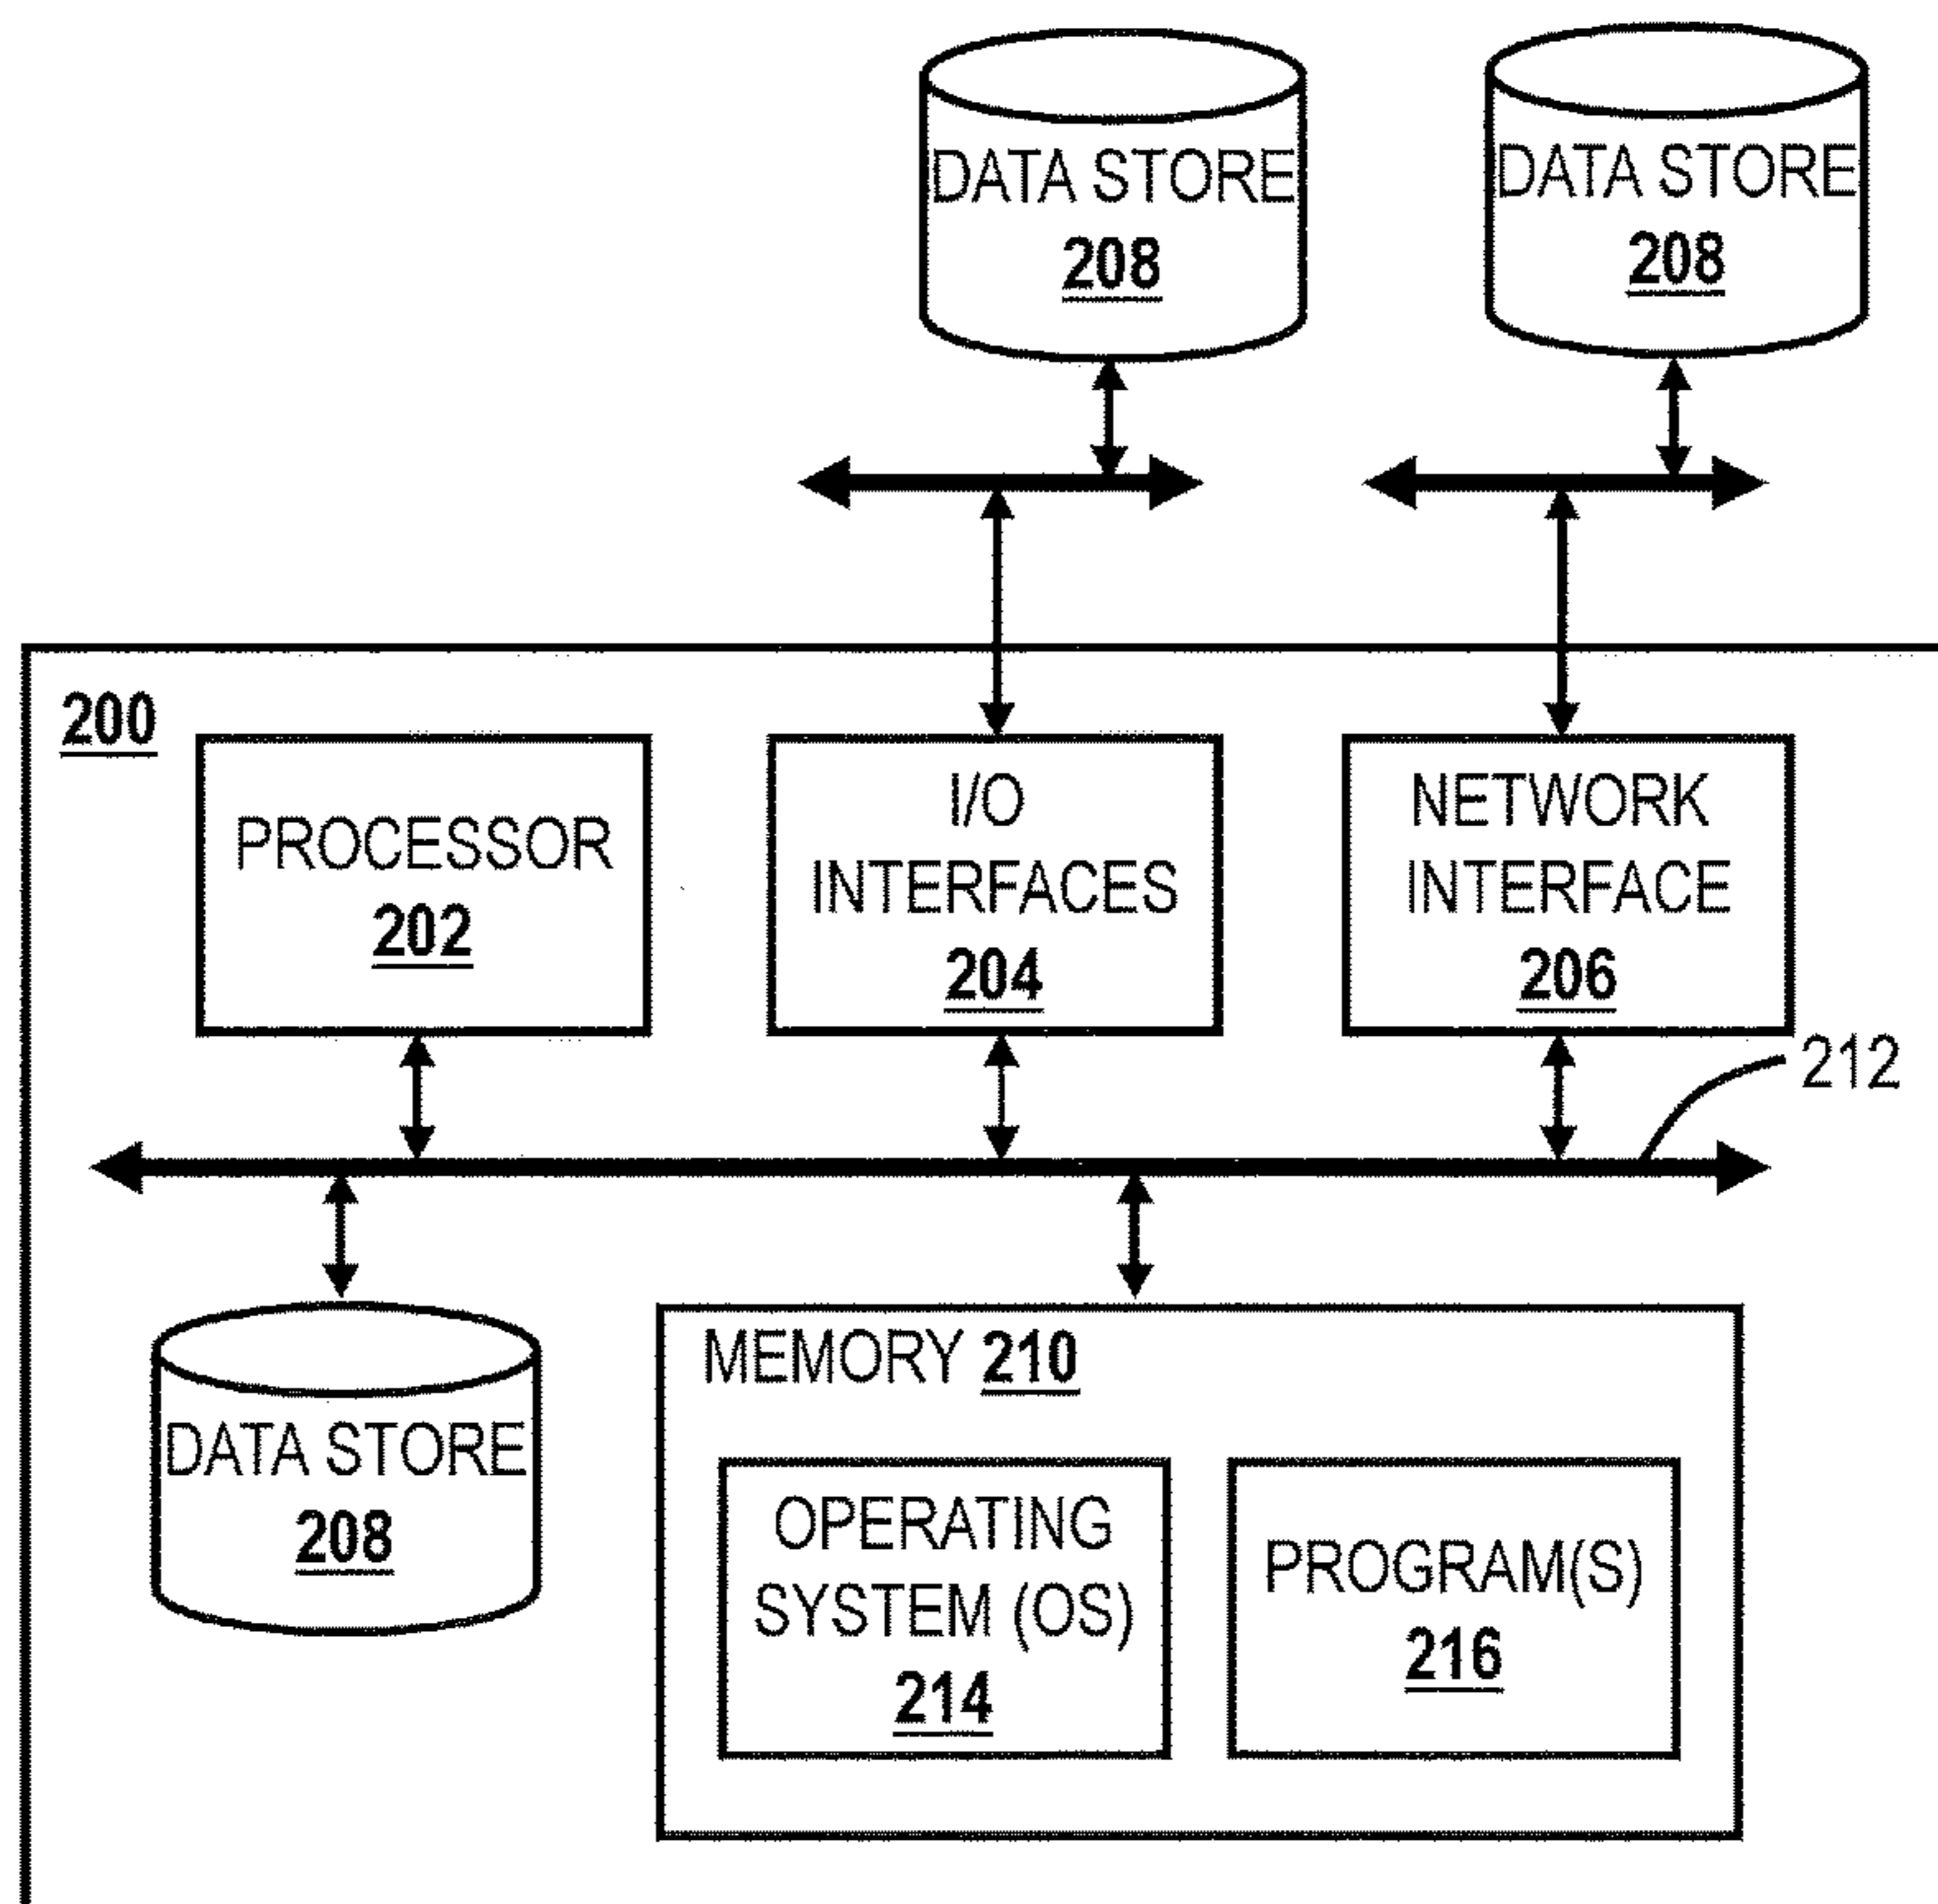 DATA STORE
208
DATA STORE
208
200
PROCESSOR
202
I/O
INTERFACES
204
NETWORK
INTERFACE
206
212
DATA STORE
208
MEMORY 210
OPERATING
SYSTEM (OS)
214
PROGRAM(S)
216